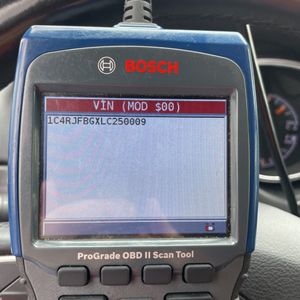 BOSCH
VIN (MOD $00)
1C4RJFBGXLC250009
ProGrade OBD II Scan Tool